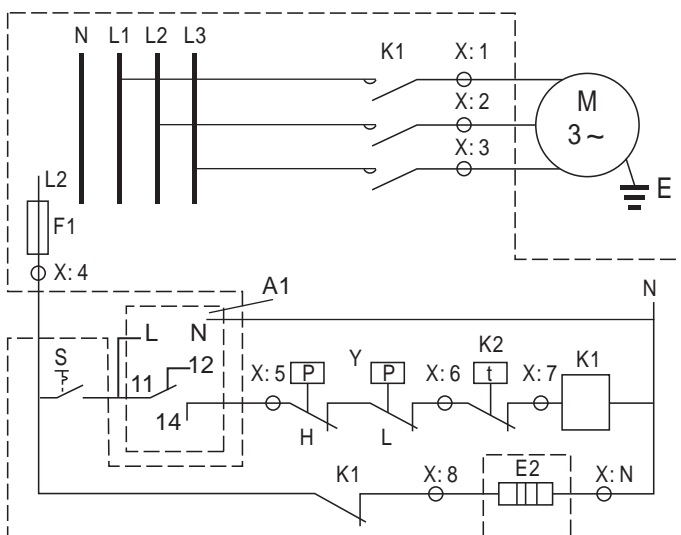 N L1 L2 L3
K1 X: 1
X: 2
M
3~
X: 3
L2
E
F1
X: 4
A1
N
L N
S
12
11
14
X: 5 P Y P X: 6 K2 t X: 7 K1
H L
K1 X: 8 E2 X: N